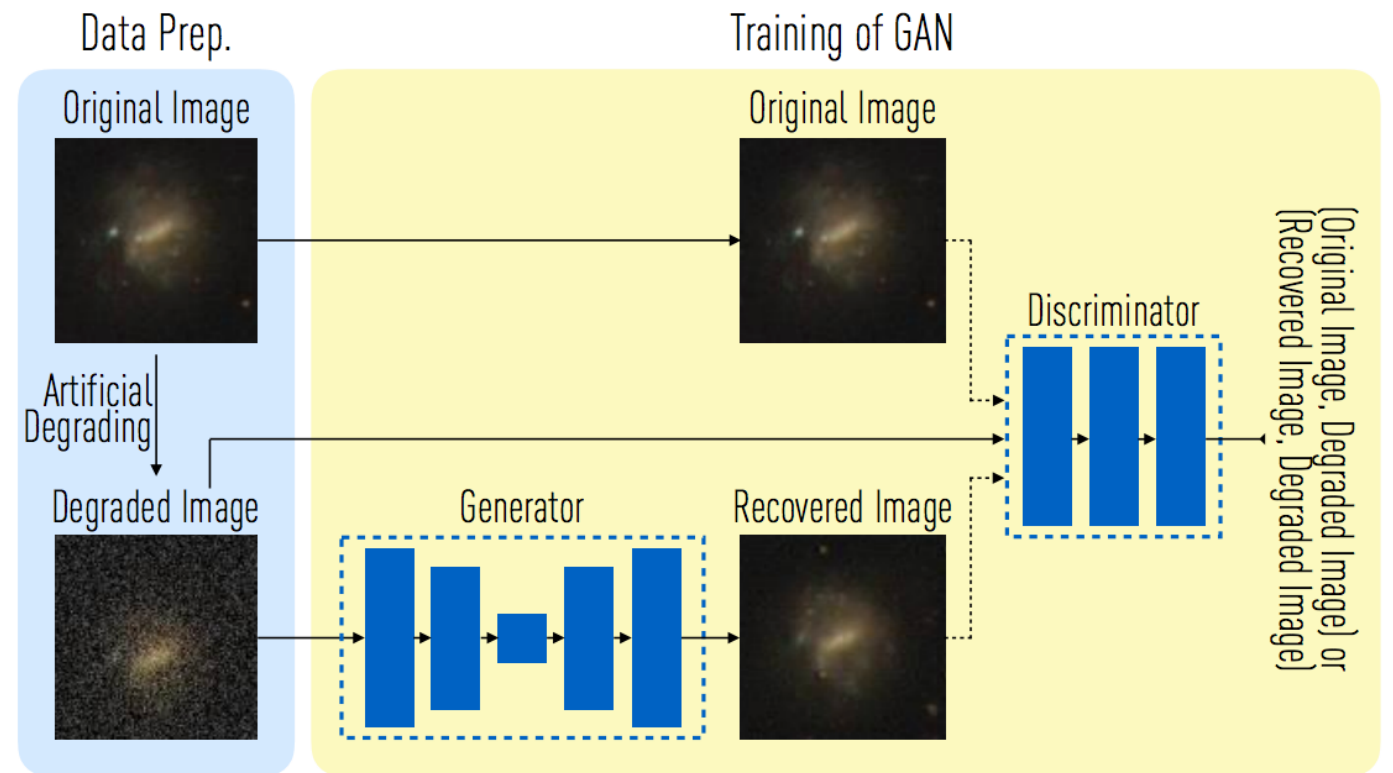 Data Prep.
Training of GAN
Original Image
Original Image
Artificial
Degrading
Discriminator
Degraded Image
Generator
Recovered Image
(Original Image, Degraded Image) or
(Recovered Image, Degraded Image)